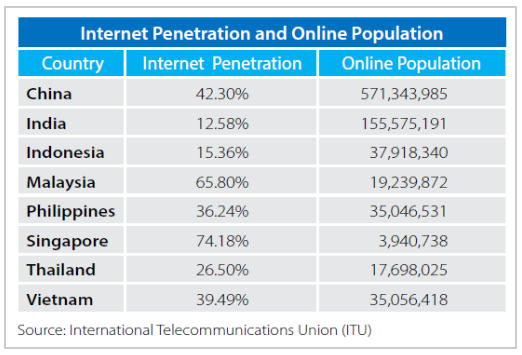 Internet Penetration and Online Population
Country Internet Penetration Online Population
China 42.30% 571,343,985
India 12.58% 155,575,191
Indonesia 15.36% 37,918,340
Malaysia 65.80% 19,239,872
Philippines 36.24% 35,046,531
Singapore 74.18% 3,940,738
Thailand 26.50% 17,698,025
Vietnam 39.49% 35,056,418
Source: International Telecommunications Union (ITU)